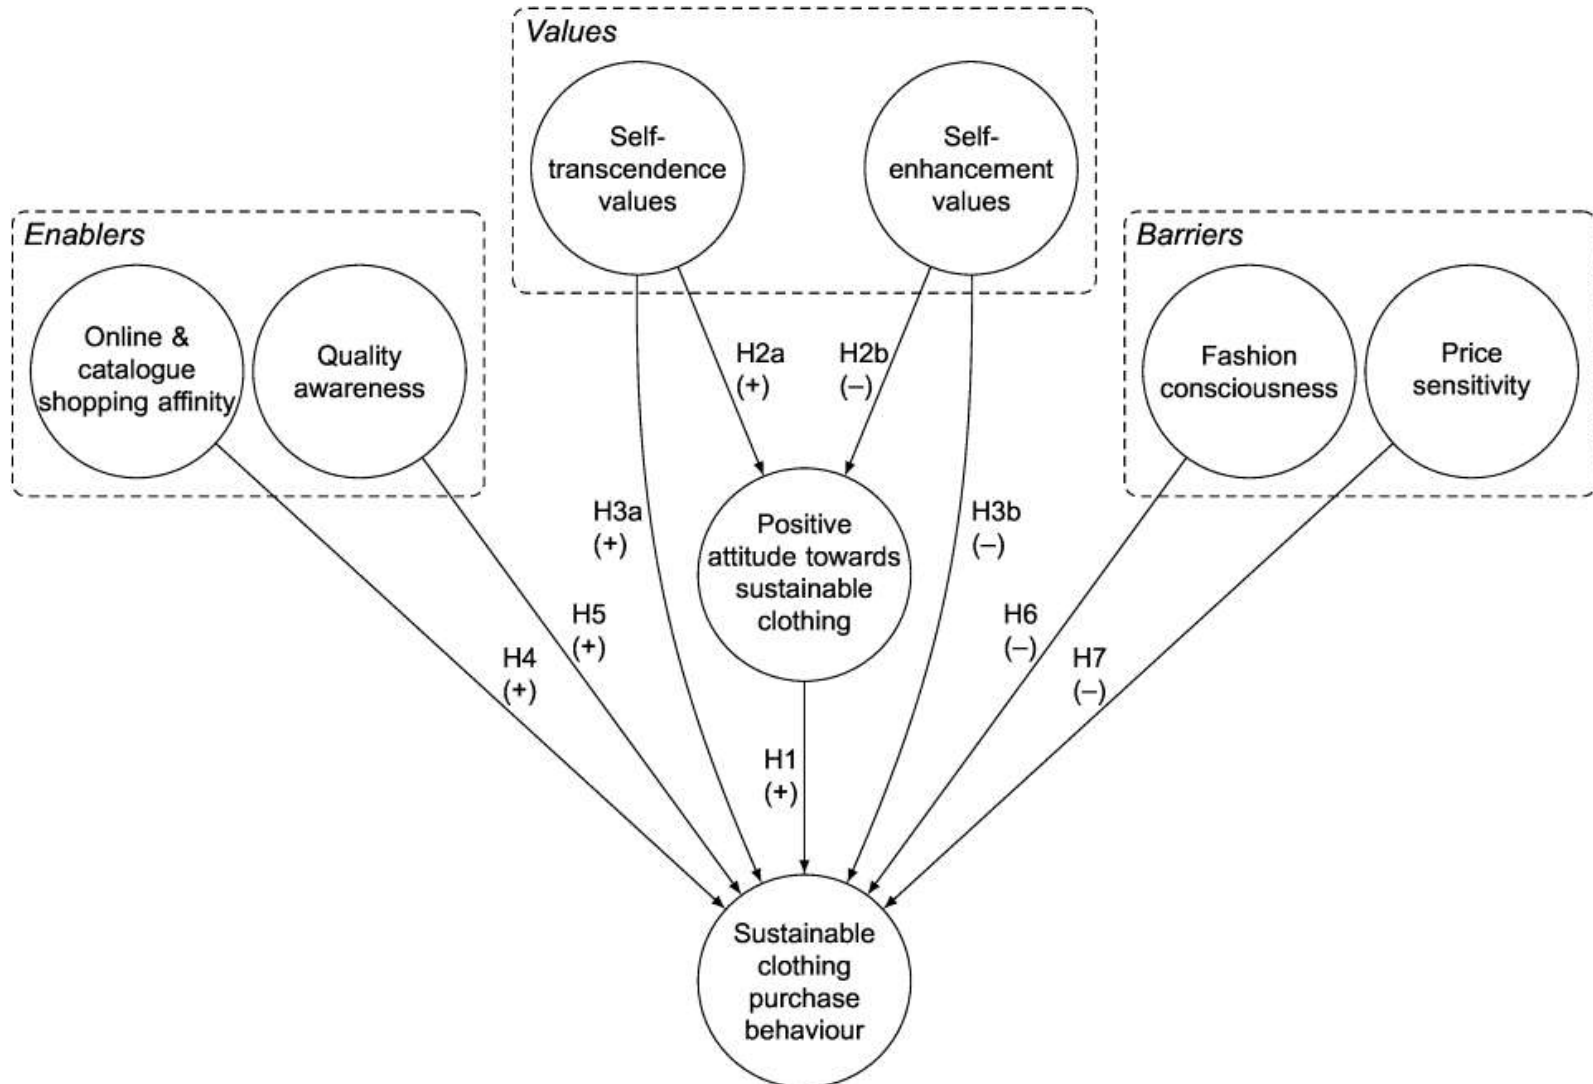 Values
Self-
transcendence
values
Self-
enhancement
values
Enablers
Online &
catalogue
shopping affinity
Quality
awareness
Barriers
Fashion
consciousness
Price
sensitivity
H2a
(+)
H2b
(–)
H3a
(+)
Positive
attitude towards
sustainable
clothing
H3b
(–)
H4
(+)
H5
(+)
H6
(–)
H7
(–)
H1
(+)
Sustainable
clothing
purchase
behaviour